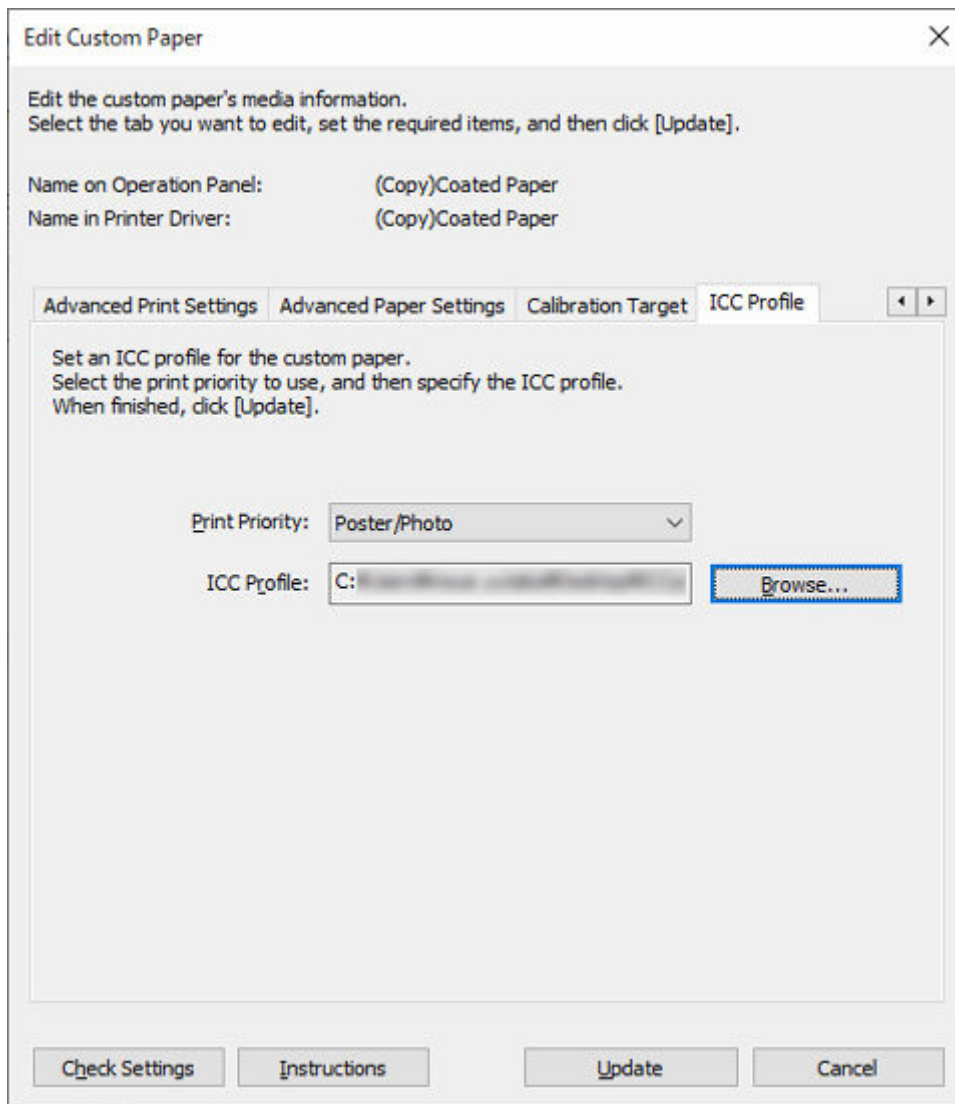 Edit Custom Paper
Edit the custom paper's media information.
Select the tab you want to edit, set the required items, and then click [Update].
Name on Operation Panel: (Copy)Coated Paper
Name in Printer Driver: (Copy)Coated Paper
Advanced Print Settings Advanced Paper Settings Calibration Target ICC Profile
Set an ICC profile for the custom paper.
Select the print priority to use, and then specify the ICC profile.
When finished, click [Update].
Print Priority: Poster/Photo
ICC Profile: C: Browse...
Check Settings Instructions Update Cancel